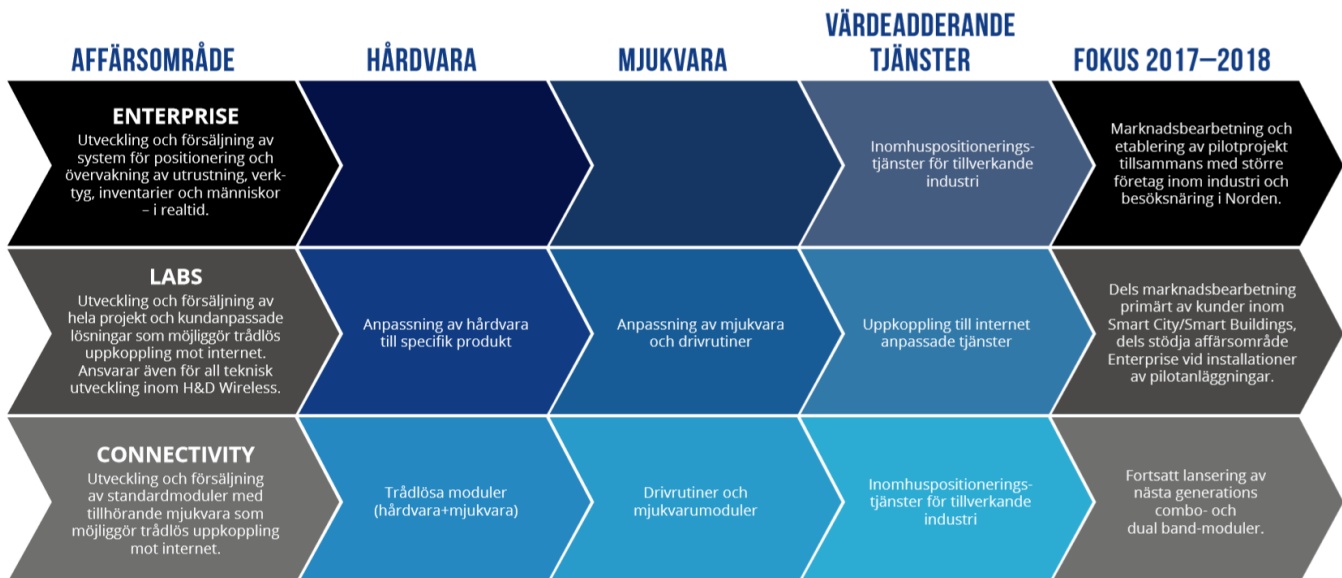 AFFÄRSOMRÅDE
HÅRDVARA
MJUKVARA
VÄRDEADDERANDE
TJÄNSTER
FOKUS 2017–2018
ENTERPRISE
Utveckling och försäljning av
system för positionering och
övervakning av utrustning, verk-
tyg, inventarier och människor
– i realtid.
Inomhuspositionerings-
tjänster för tillverkande
industri
Marknadsbearbetning och
etablering av pilotprojekt
tillsammans med större
företag inom industri och
besöksnäring i Norden.
LABS
Utveckling och försäljning av
hela projekt och kundanpassade
lösningar som möjliggör trådlös
uppkoppling mot internet.
Ansvarar även för all teknisk
utveckling inom H&D Wireless.
Anpassning av hårdvara
till specifik produkt
Anpassning av mjukvara
och drivrutiner
Uppkoppling till internet
anpassade tjänster
Dels marknadsbearbetning
primärt av kunder inom
Smart City/Smart Buildings,
dels stödja affärsområde
Enterprise vid installationer
av pilotanläggningar.
CONNECTIVITY
Utveckling och försäljning
av standardmoduler med
tillhörande mjukvara som
möjliggör trådlös uppkoppling
mot internet.
Trådlösa moduler
(hårdvara+mjukvara)
Drivrutiner och
mjukvarumoduler
Inomhuspositionerings-
tjänster för tillverkande
industri
Fortsatt lansering av
nästa generations
combo- och
dual band-moduler.